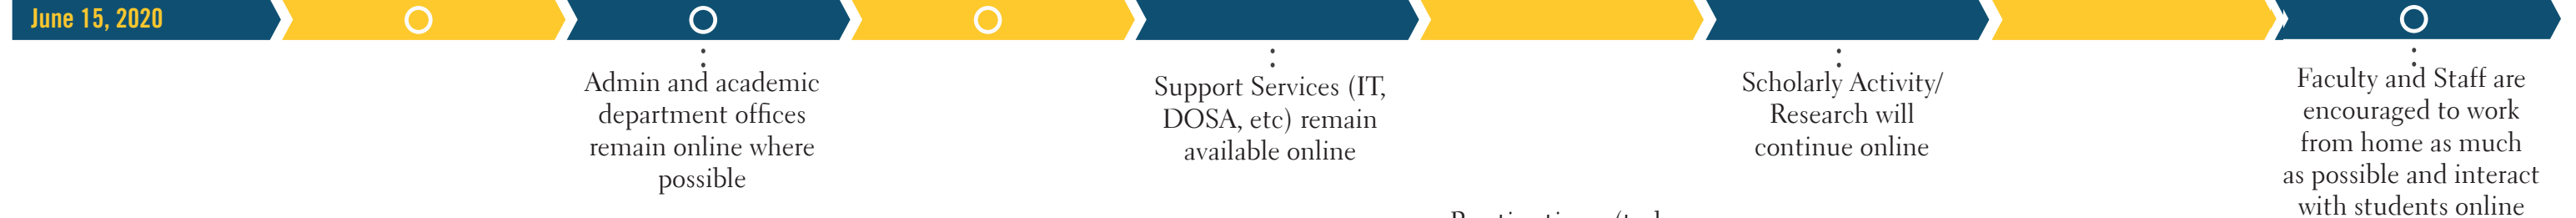 June 15, 2020
Admin and academic
department offices
remain online where
possible
Support Services (IT,
DOSA, etc) remain
available online
Scholarly Activity/
Research will
continue online
Faculty and Staff are
encouraged to work
from home as much
as possible and interact
with students online